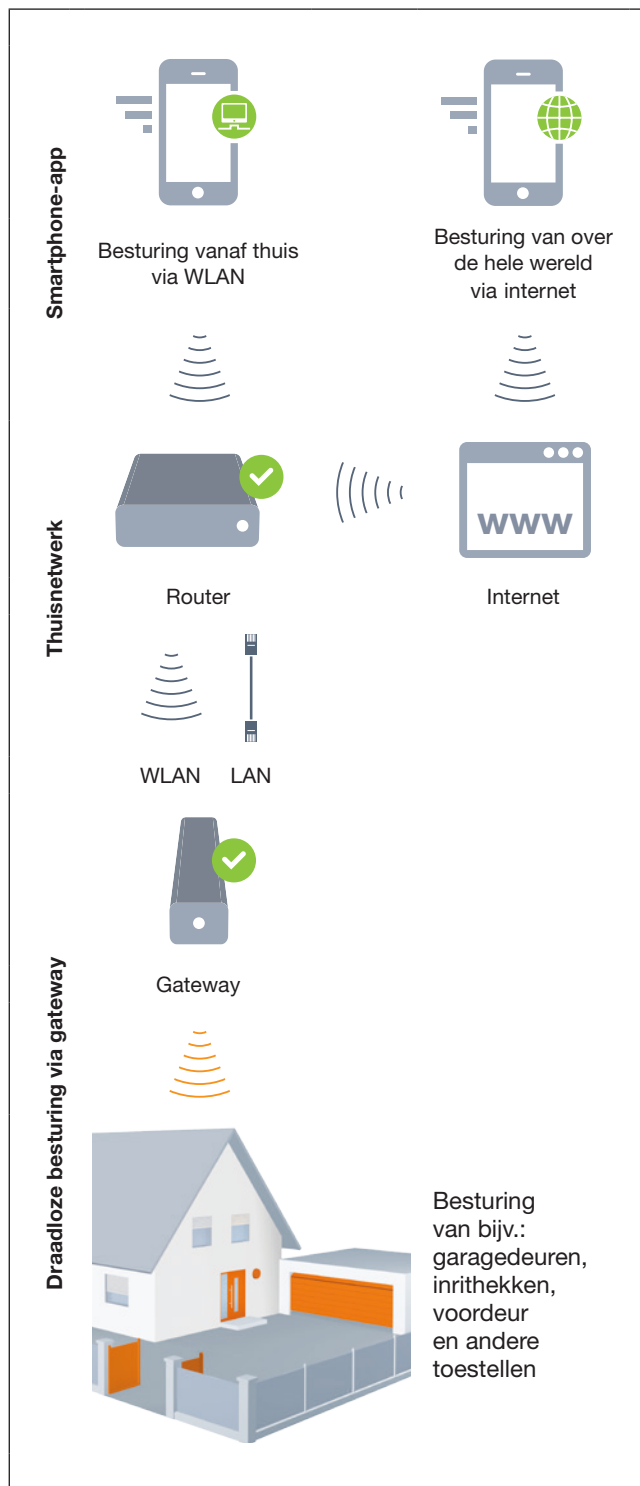 Smartphone-app
Besturing vanaf thuis
via WLAN
Besturing van over
de hele wereld
via internet
Thuisnetwerk
www
Router
Internet
WLAN
LAN
Draadloze besturing via gateway
Gateway
Besturing
van bijv.:
garagedeuren,
inrithekken,
voordeur
en andere
toestellen